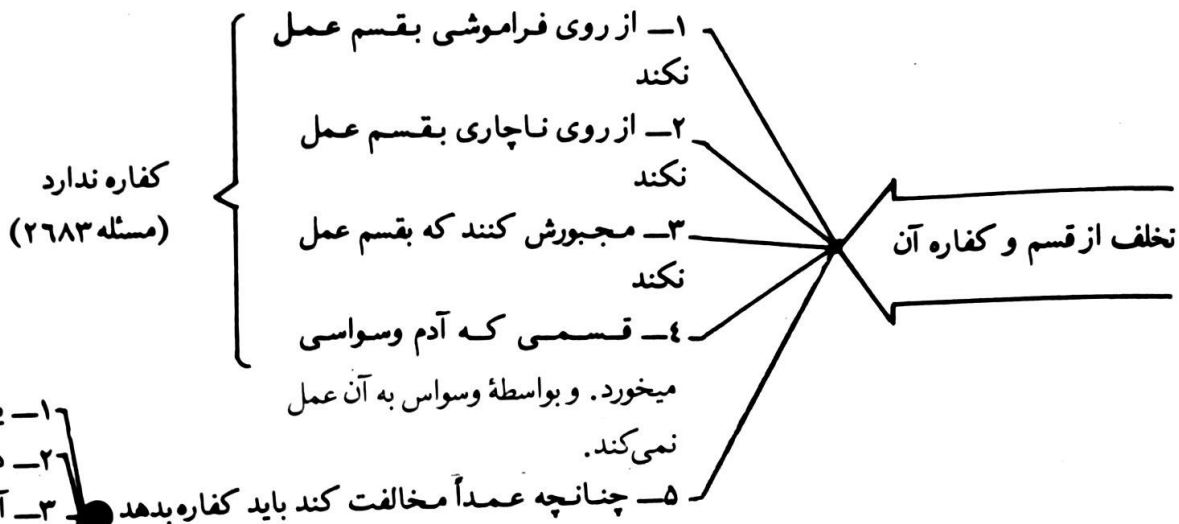 تخلف از قسم و کفاره آن
۱ــ از روی فراموشی بقسم عمل
نکند
۲ــ از روی ناچاری بقسم عمل
نکند
۳ــ مجبورش کنند که بقسم عمل
نکند
٤ــ قسمی که آدم وسواسی
میخورد. و بواسطهٔ وسواس به آن عمل
نمی‌کند.
کفاره ندارد
(مسئله ۲٦۸۳)
۵ــ چنانچه عمداً مخالفت کند باید کفاره بدهد
۱ــ
۲ــ
۳ــ